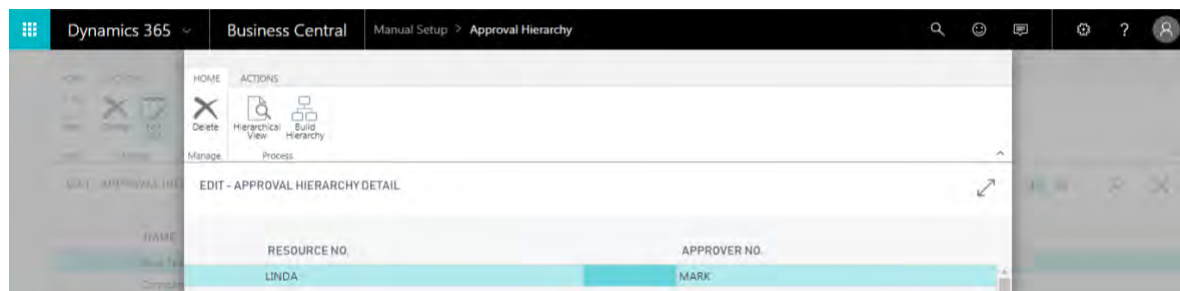 Dynamics 365 Business Central Manual Setup > Approval Hierarchy ?
HOME ACTIONS
Delete Hierarchical View Build Hierarchy
Manage Process
EDIT - APPROVAL HIERARCHY DETAIL
NAME
RESOURCE NO. APPROVER NO.
LINDA MARK